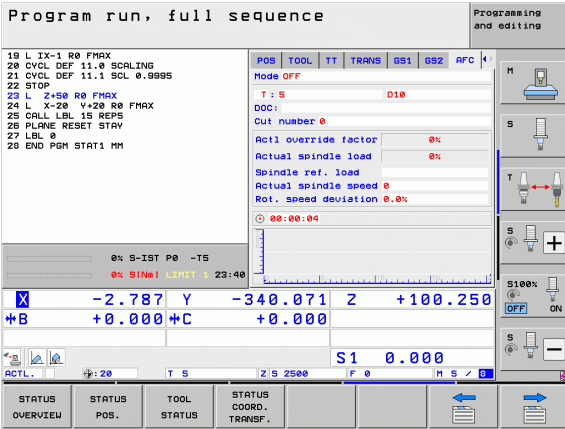 Program run, full sequence
Programming and editing
19 L IX-1 R0 FMAX
20 CYCL DEF 11.0 SCALING
21 CYCL DEF 11.1 SCL 0.9995
22 STOP
23 L Z+50 R0 FMAX
24 L X-20 Y+20 R0 FMAX
25 CALL LBL 15 REP5
26 PLANE RESET STAY
27 LBL 0
28 END PGM STAT1 MM
POS TOOL TT TRANS GS1 GS2 AFC
Mode OFF
T : 5 D10
DOC:
Cut number 0
Actl override factor 0%
Actual spindle load 0%
Spindle ref. load
Actual spindle speed 0
Rot. speed deviation 0.0%
00:00:04
0% S-IST P0 -T5
0% S[Nm] LIMIT 1 23:40
X -2.787 Y -340.071 Z +100.250
B +0.000 C +0.000
S1 0.000
ACTL. : 20 T 5 Z S 2500 F 0 M 5 / 8
M
S
T
S
+
S100%
OFF ON
S
−
STATUS OVERVIEW
STATUS POS.
TOOL STATUS
STATUS COORD. TRANSF.